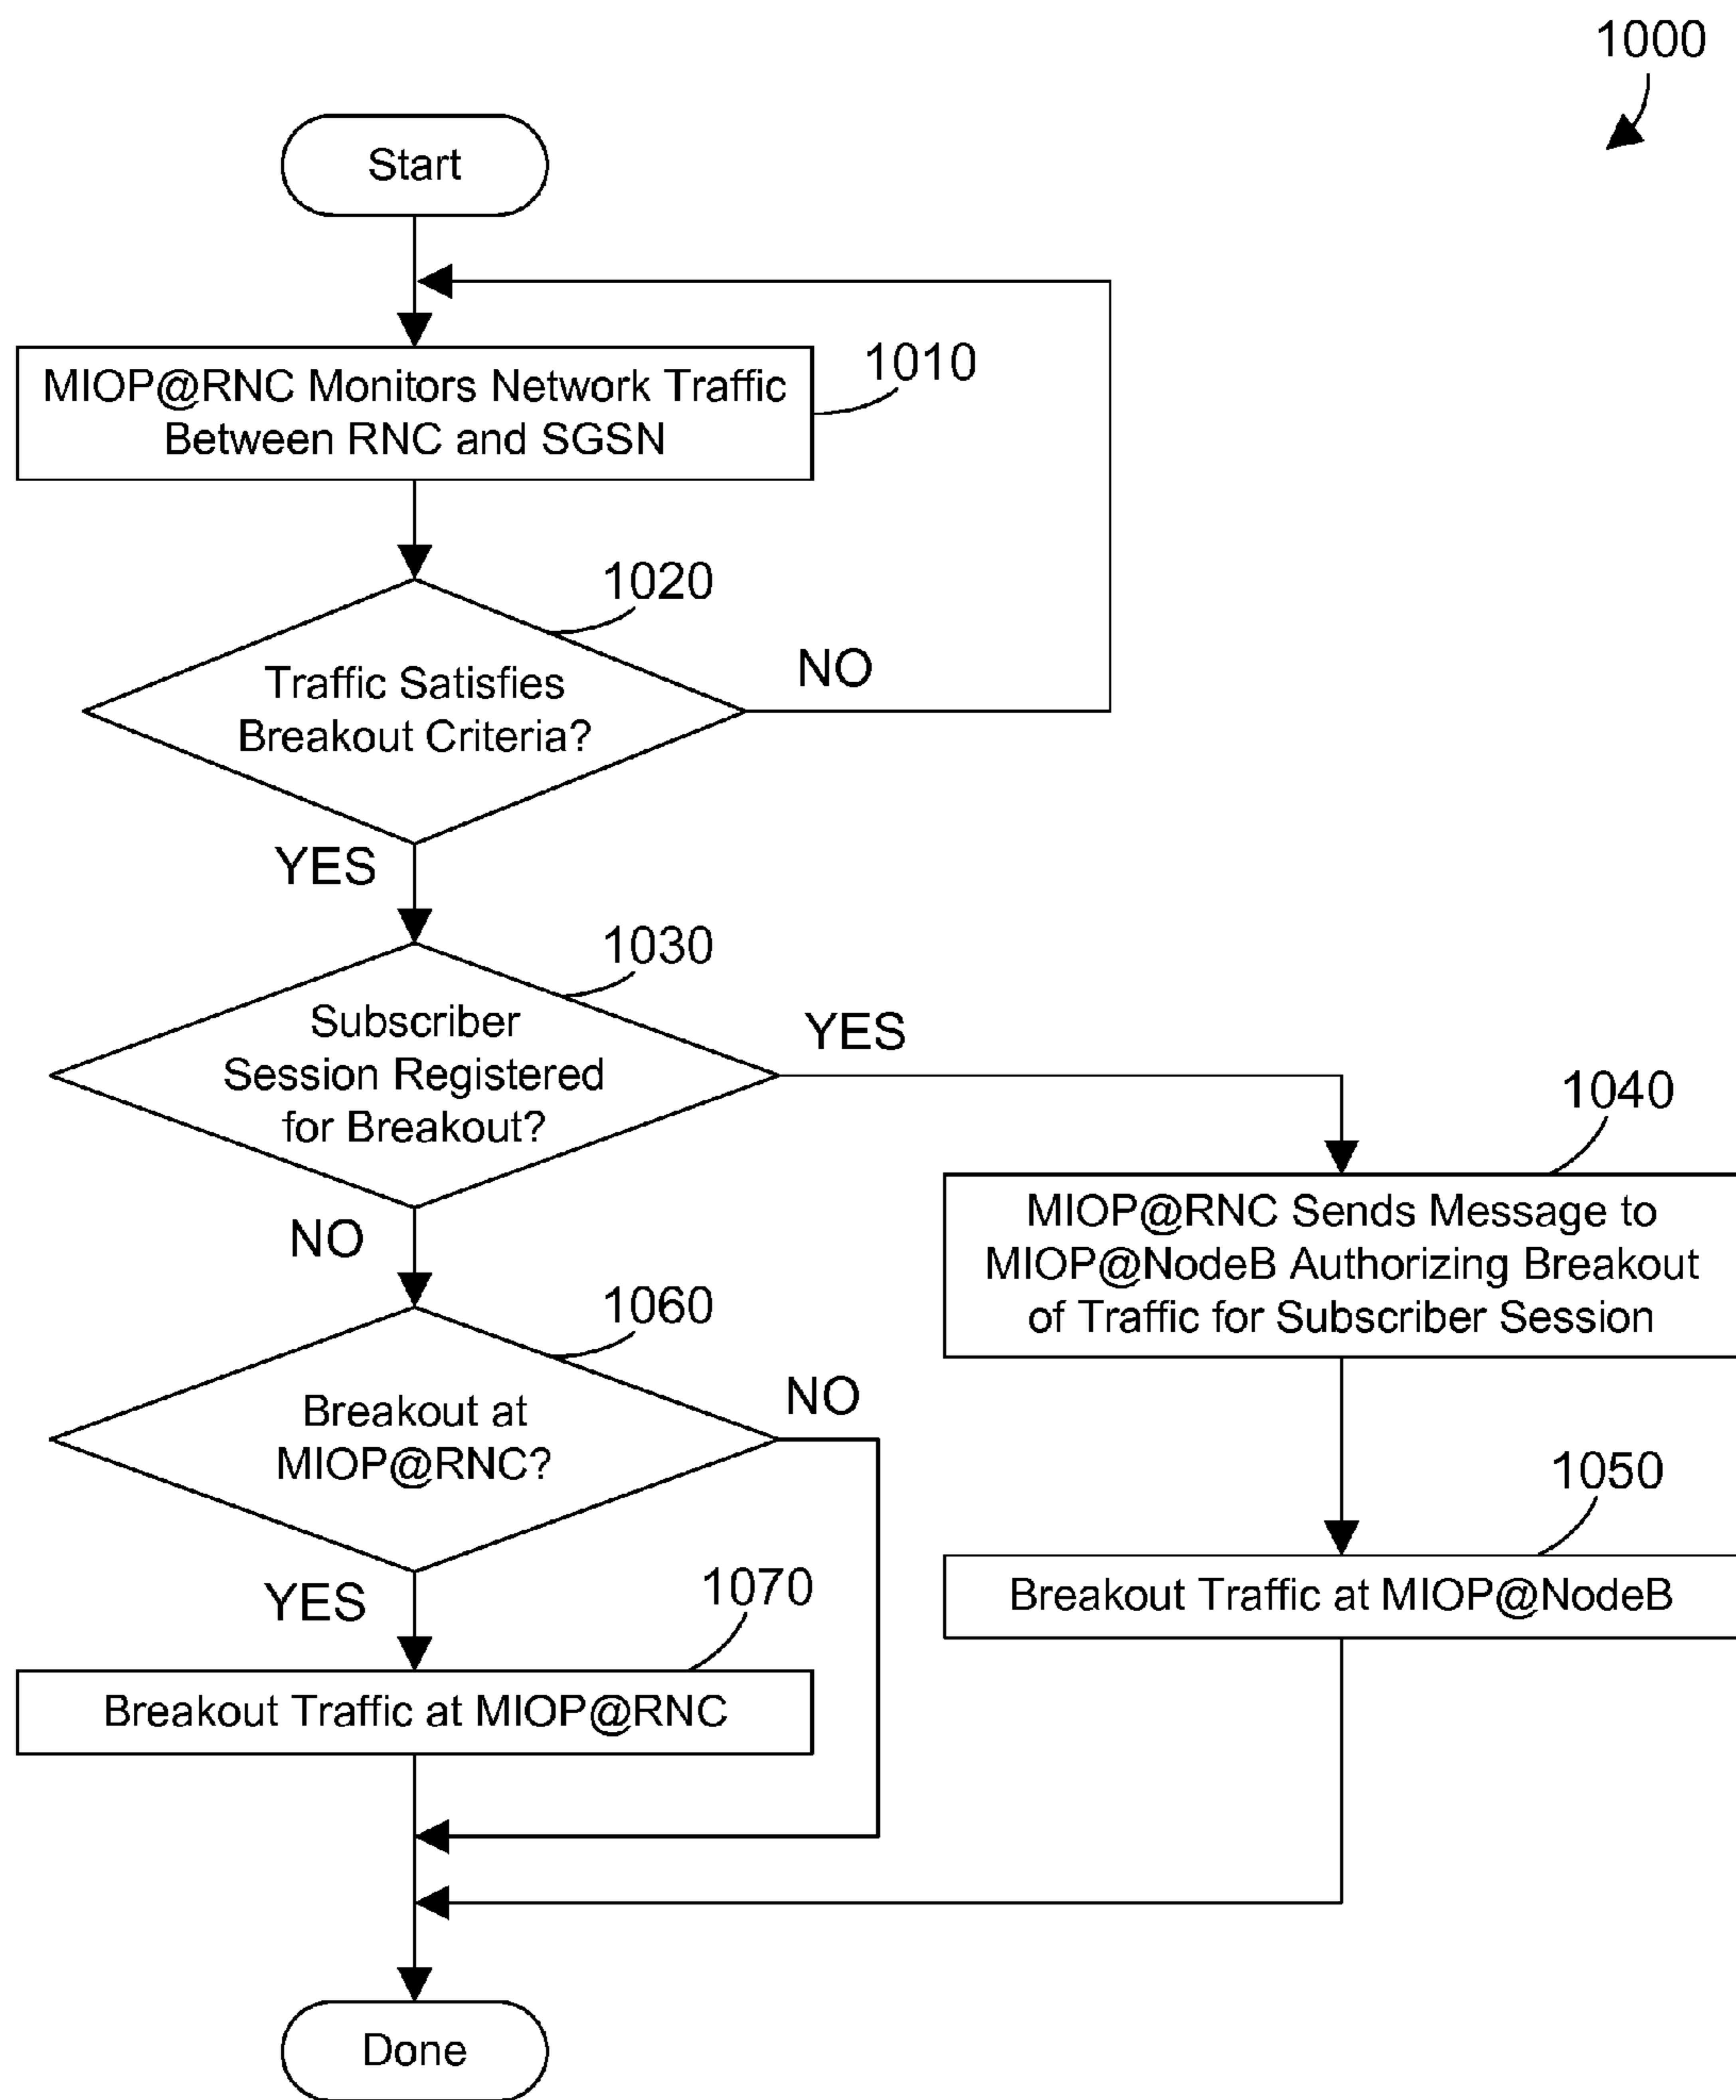 1000
Start
MIOP@RNC Monitors Network Traffic
Between RNC and SGSN
1010
1020
Traffic Satisfies
Breakout Criteria?
NO
YES
1030
Subscriber
Session Registered
for Breakout?
YES
NO
1040
MIOP@RNC Sends Message to
MIOP@NodeB Authorizing Breakout
of Traffic for Subscriber Session
1060
Breakout at
MIOP@RNC?
NO
YES
1050
Breakout Traffic at MIOP@NodeB
1070
Breakout Traffic at MIOP@RNC
Done